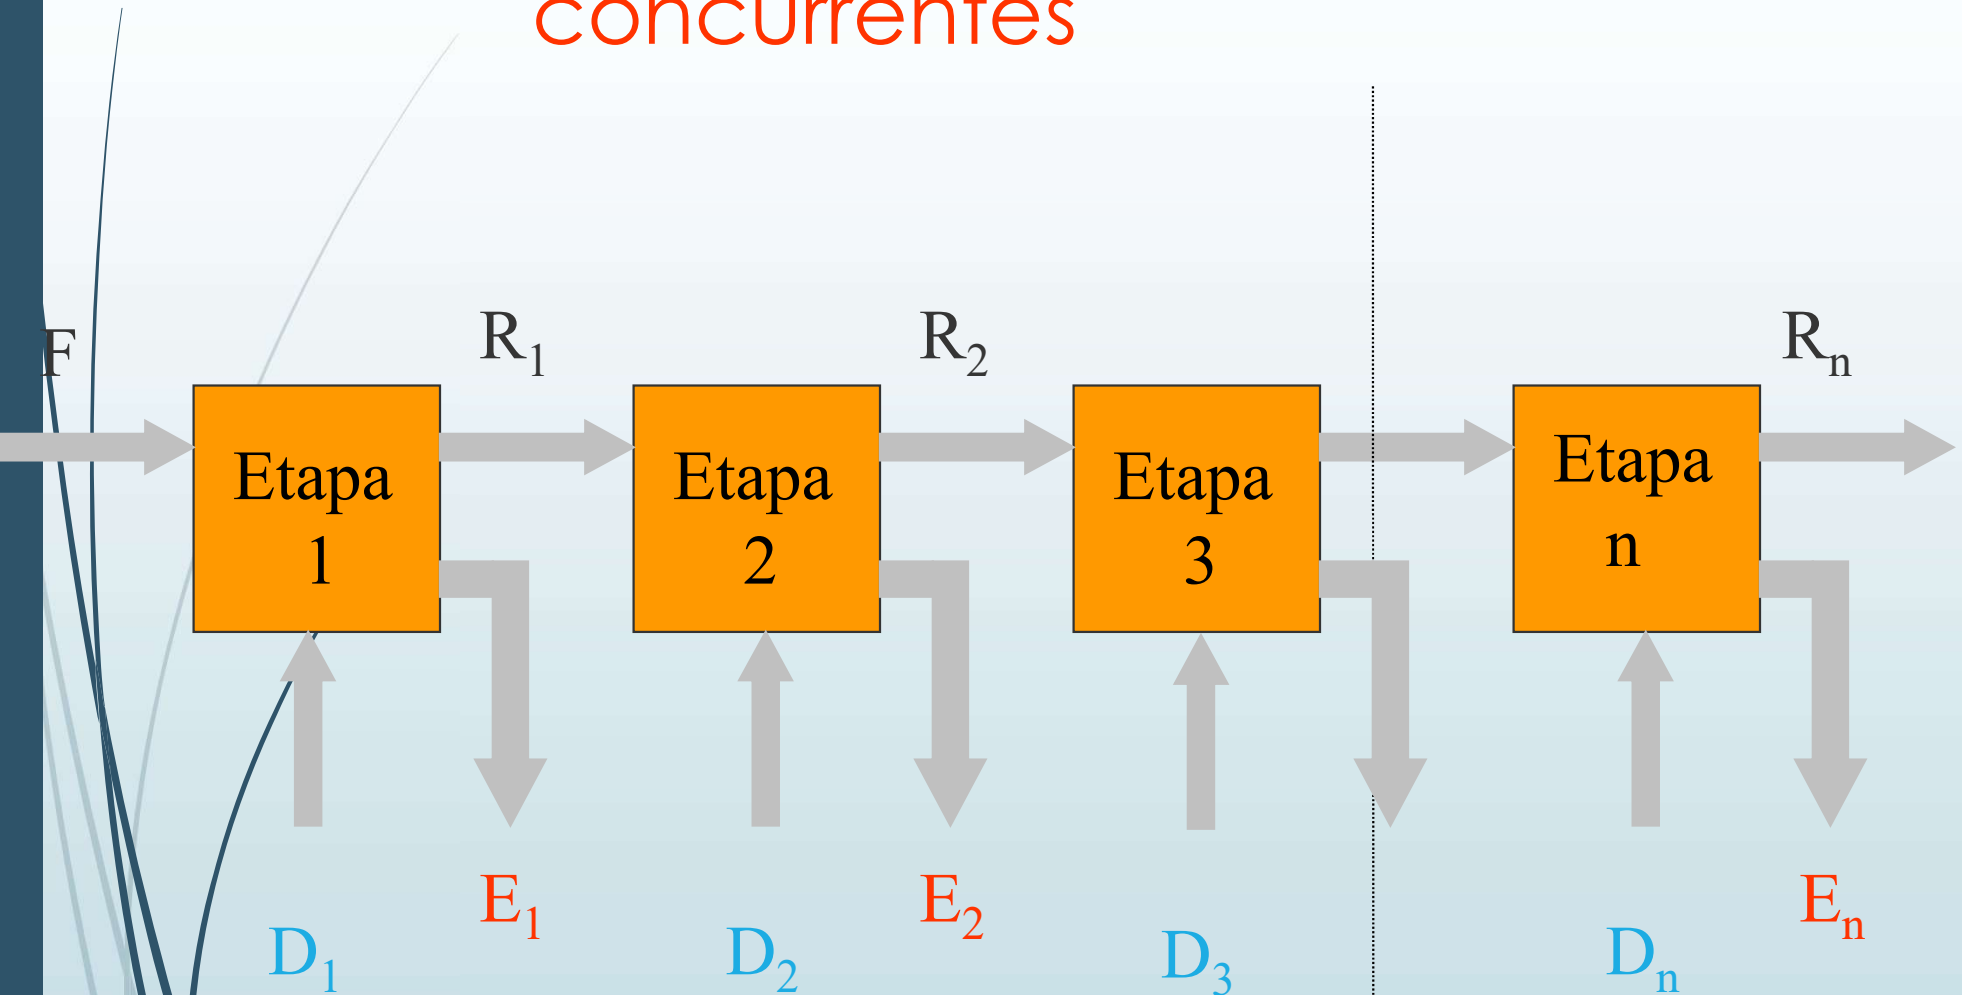 concurrentes
F
R1
R2
Rn
Etapa
1
Etapa
2
Etapa
3
Etapa
n
E1
E2
En
D1
D2
D3
Dn